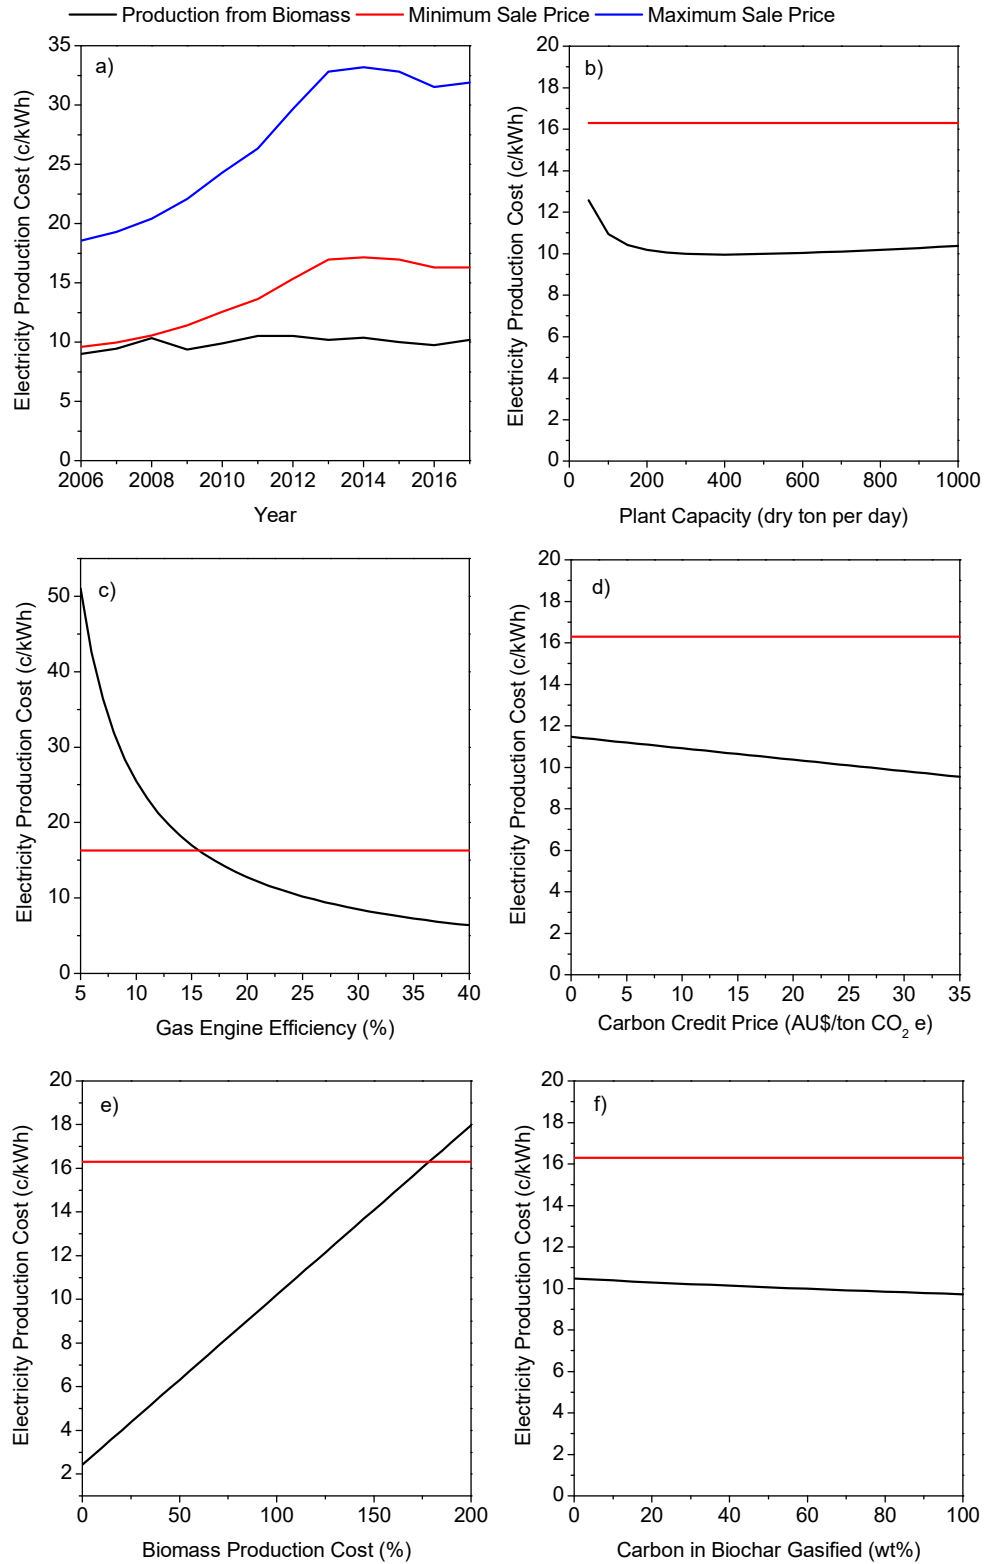 Production from Biomass Minimum Sale Price Maximum Sale Price
a)
Electricity Production Cost (c/kWh)
35
30
25
20
15
10
5
0
2006 2008 2010 2012 2014 2016
Year
b)
Electricity Production Cost (c/kWh)
20
18
16
14
12
10
8
6
4
2
0
0 200 400 600 800 1000
Plant Capacity (dry ton per day)
c)
Electricity Production Cost (c/kWh)
50
40
30
20
10
0
5 10 15 20 25 30 35 40
Gas Engine Efficiency (%)
d)
Electricity Production Cost (c/kWh)
20
18
16
14
12
10
8
6
4
2
0
0 5 10 15 20 25 30 35
Carbon Credit Price (AU$/ton CO₂ e)
e)
Electricity Production Cost (c/kWh)
20
18
16
14
12
10
8
6
4
2
0 50 100 150 200
Biomass Production Cost (%)
f)
Electricity Production Cost (c/kWh)
20
18
16
14
12
10
8
6
4
2
0
0 20 40 60 80 100
Carbon in Biochar Gasified (wt%)